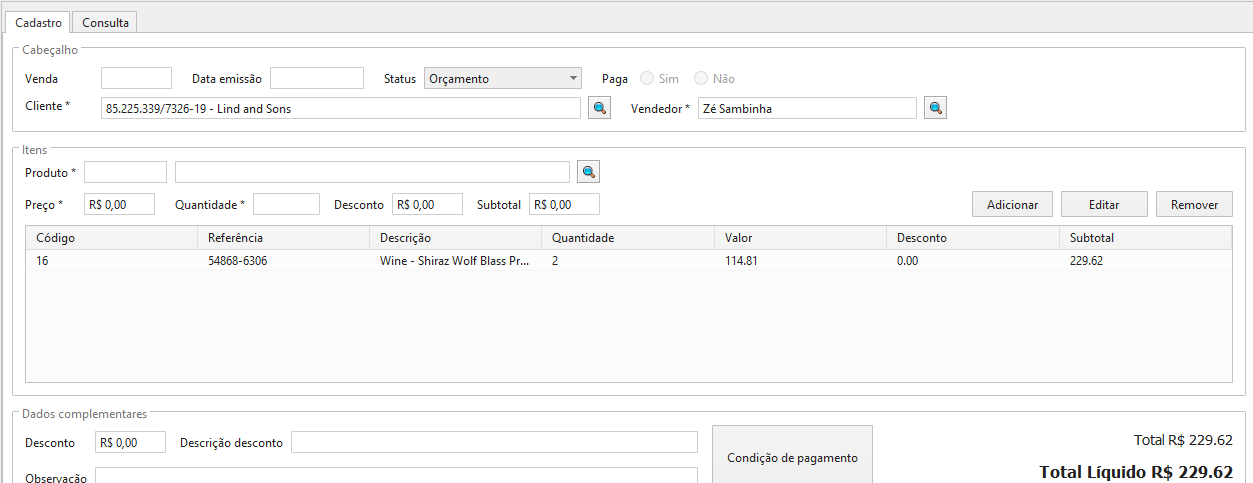 Cadastro Consulta
Cabeçalho
Venda Data emissão Status Orçamento Paga Sim Não
Cliente * 85.225.339/7326-19 - Lind and Sons Vendedor * Zé Sambinha
Itens
Produto *
Preço * R$ 0,00 Quantidade * Desconto R$ 0,00 Subtotal R$ 0,00 Adicionar Editar Remover
Código Referência Descrição Quantidade Valor Desconto Subtotal
16 54868-6306 Wine - Shiraz Wolf Blass Pr... 2 114.81 0.00 229.62
Dados complementares
Desconto R$ 0,00 Descrição desconto Condição de pagamento Total R$ 229.62
Observação Total Líquido R$ 229.62